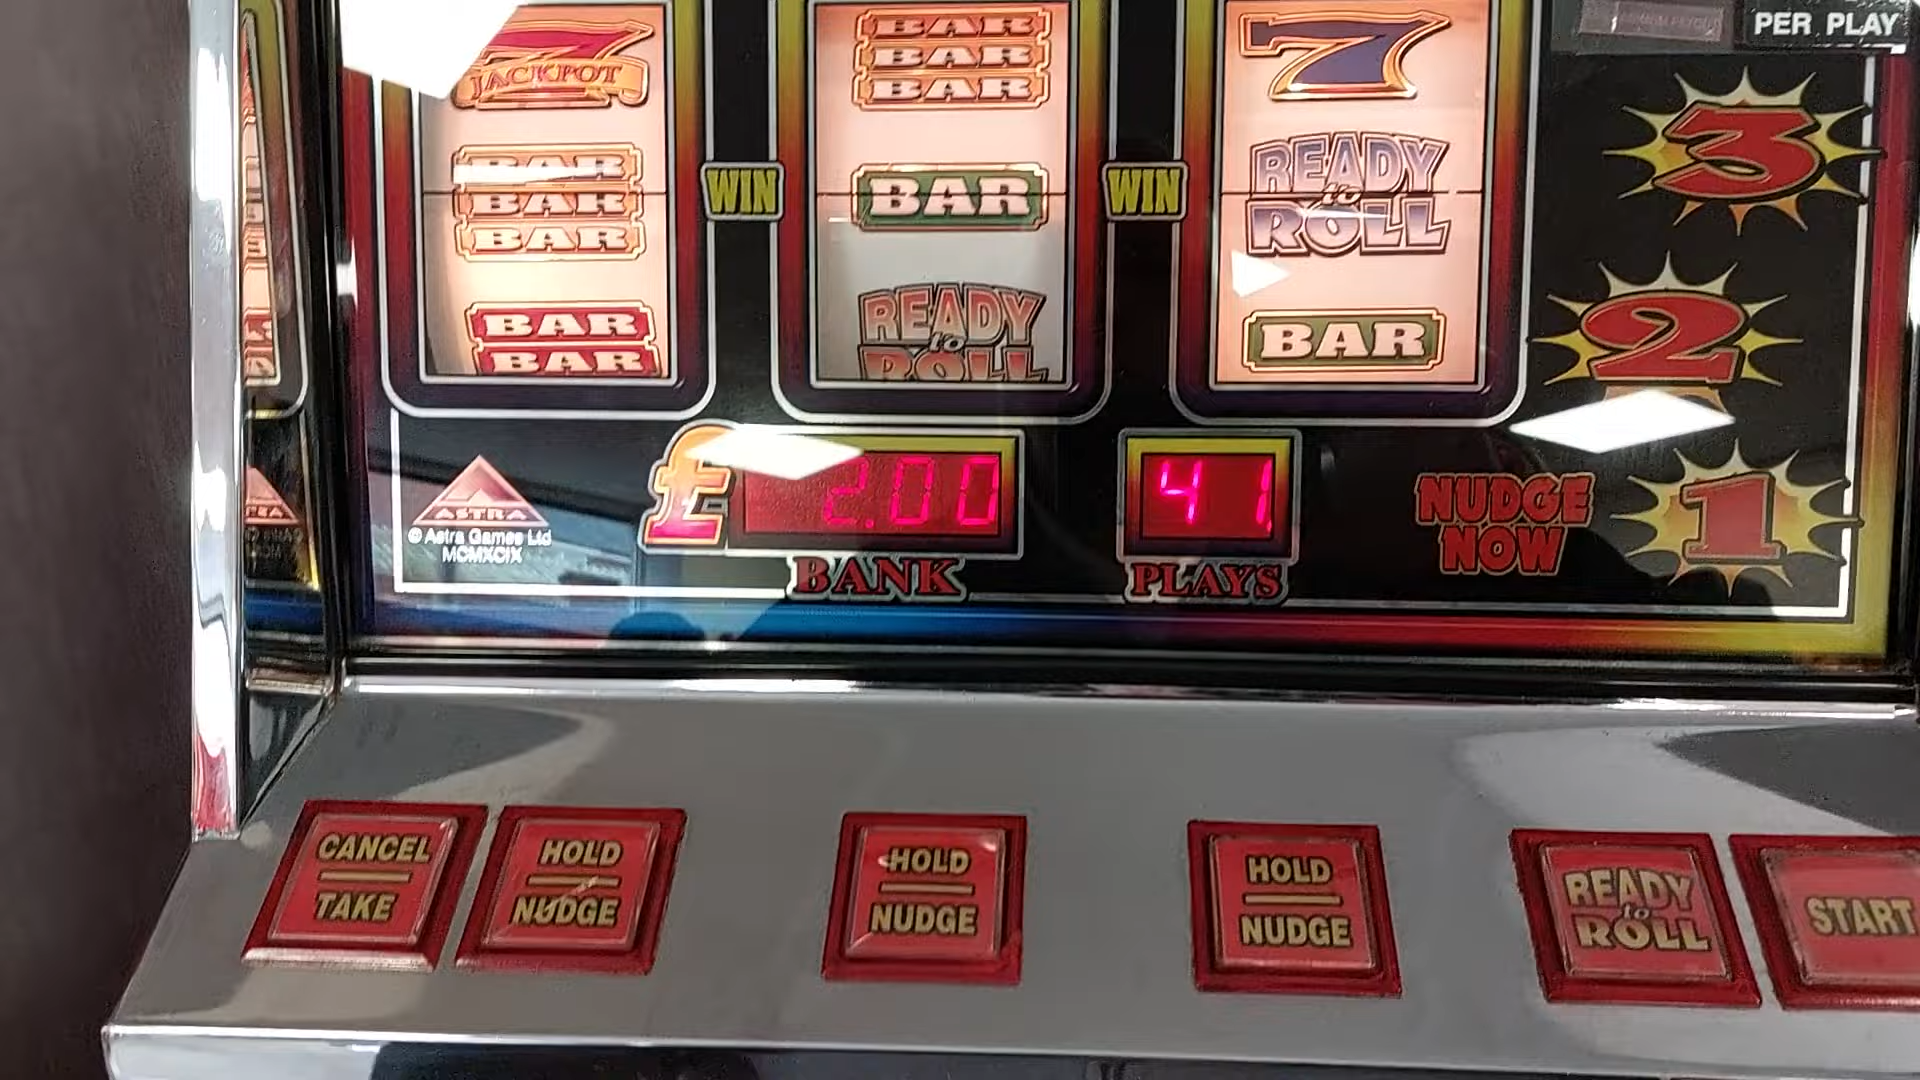 PER PLAY
7
JACKPOT
BAR
BAR
BAR
7
BAR
BAR
BAR
WIN
BAR
WIN
READY
to
ROLL
3
BAR
BAR
READY
to
ROLL
BAR
2
ASTRA
© Astra Games Ltd
MCMXCIX
£ 2.00
BANK
41
PLAYS
NUDGE
NOW
1
CANCEL
TAKE
HOLD
NUDGE
HOLD
NUDGE
HOLD
NUDGE
READY
to
ROLL
START